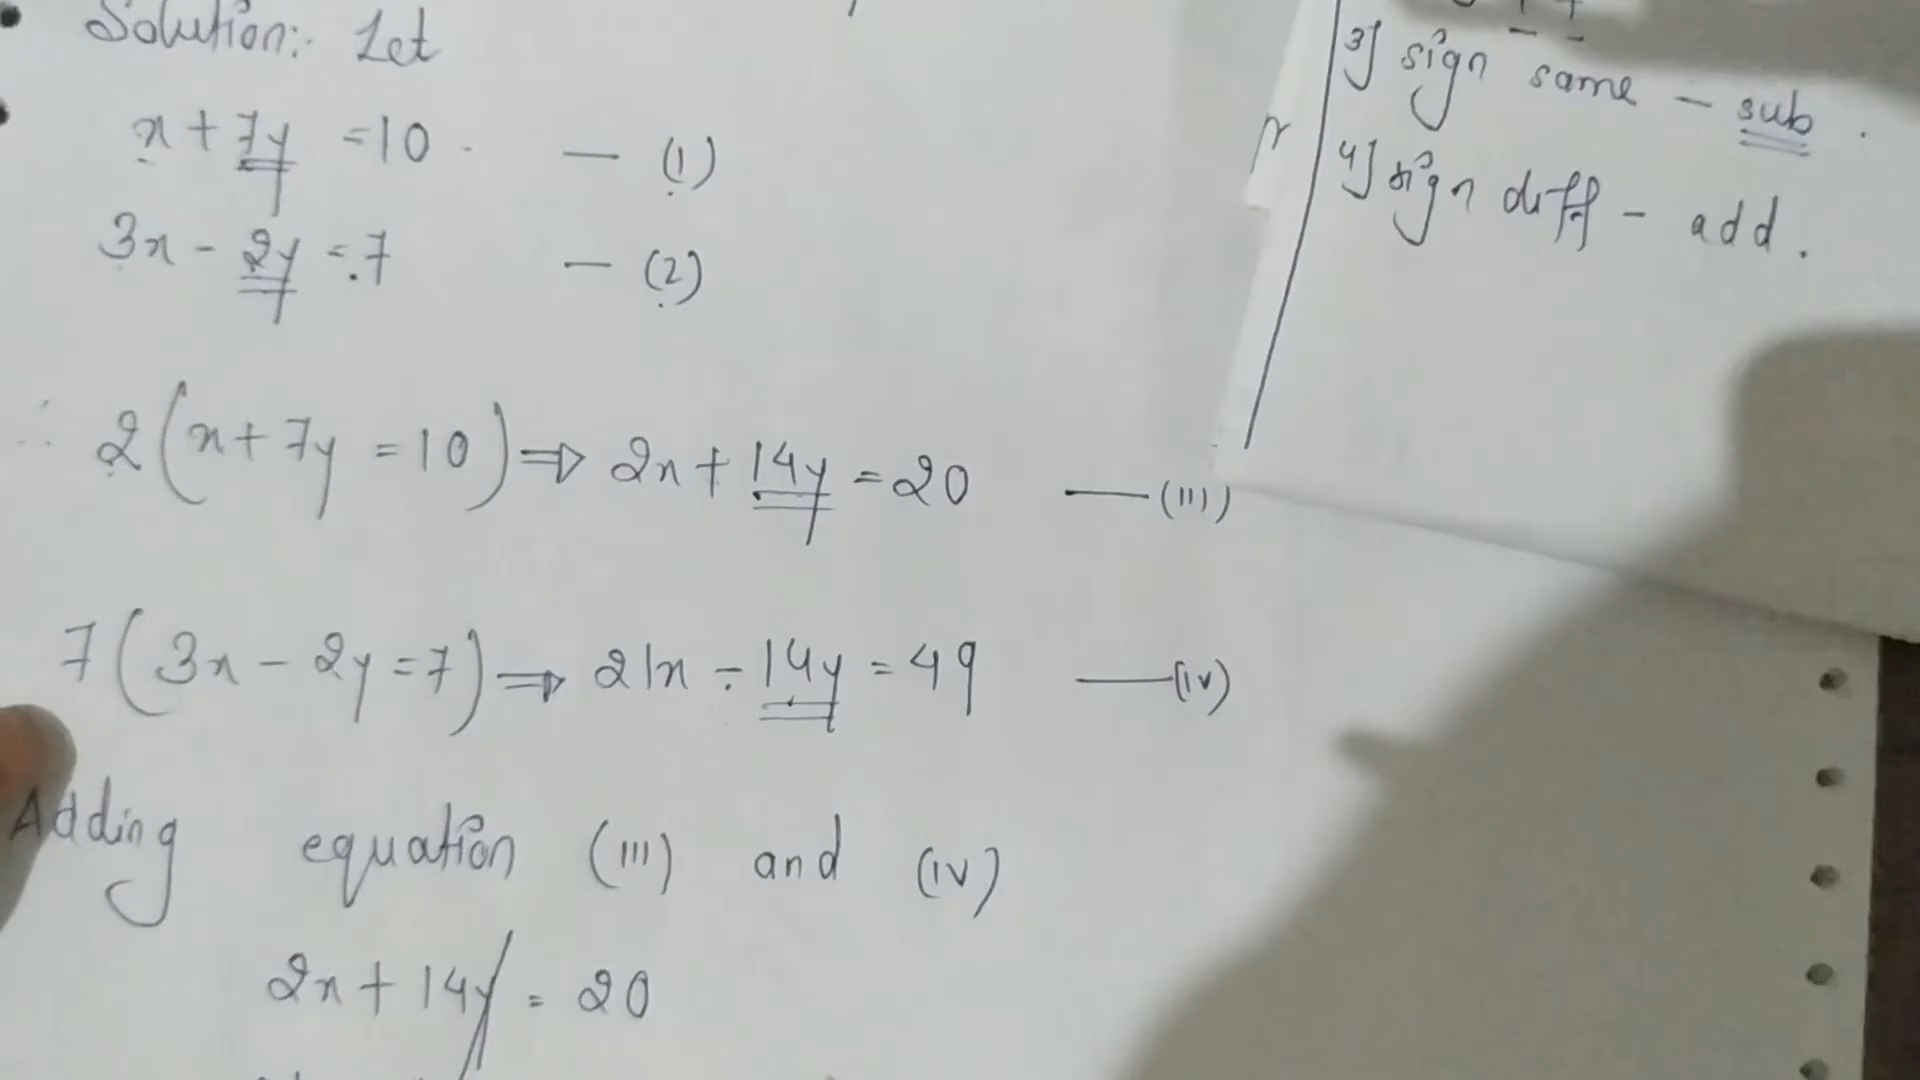 Solution:- Let
x + 7y = 10 — (1)
3x - 2y = 7 — (2)
∴ 2(x + 7y = 10) ⇒ 2x + 14y = 20 — (III)
7(3x - 2y = 7) ⇒ 21x - 14y = 49 — (IV)
Adding equation (III) and (IV)
2x + 14y = 20
3] sign same - sub.
4] sign diff - add.